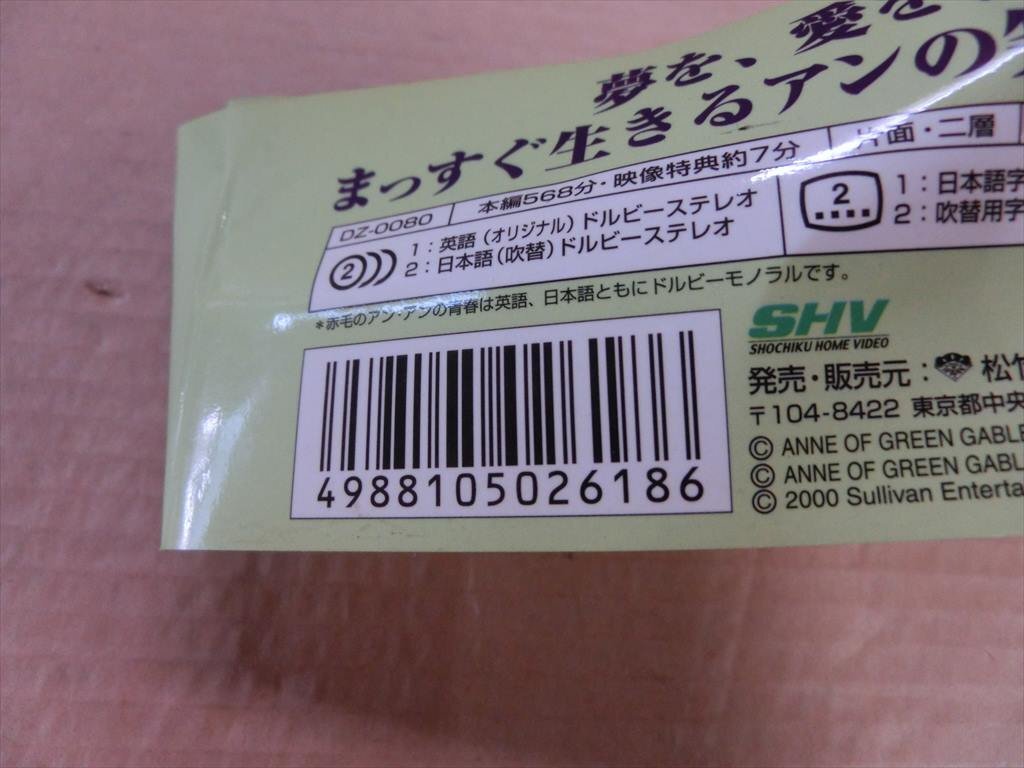 夢を、愛を
まっすぐ生きるアンの
DZ-0080 本編568分・映像特典約7分 片面・二層
2 1：英語（オリジナル）ドルビーステレオ
2：日本語（吹替）ドルビーステレオ
2 1：日本語字
2：吹替用字
＊赤毛のアン・アンの青春は英語、日本語ともにドルビーモノラルです。
4988105026186
SHV
SHOCHIKU HOME VIDEO
発売・販売元：松竹
〒104-8422 東京都中央
© ANNE OF GREEN GABLE
© ANNE OF GREEN GABL
© 2000 Sullivan Enterta